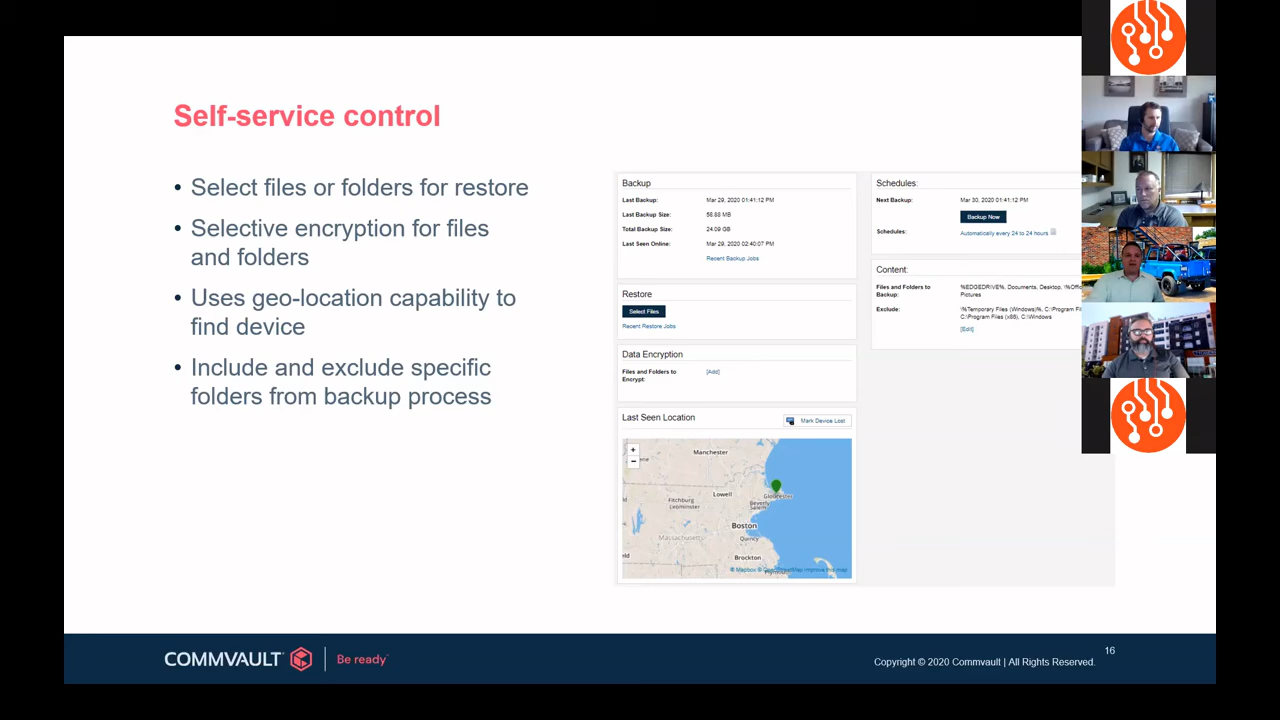 Self-service control
• Select files or folders for restore
• Selective encryption for files
and folders
• Uses geo-location capability to
find device
• Include and exclude specific
folders from backup process
Backup
Last Backup: Mar 29, 2020 01:41:12 PM
Last Backup Size: 58.88 MB
Total Backup Size: 24.09 GB
Last Seen Online: Mar 29, 2020 02:40:07 PM
Recent Backup Jobs
Restore
Select Files
Recent Restore Jobs
Data Encryption
Files and Folders to [Add]
Encrypt:
Last Seen Location
Mark Device Lost
+
−
Manchester
Lowell
Gloucester
Fitchburg
Leominster
Beverly
Salem
Boston
Massachusetts
Quincy
Brockton
© Mapbox © OpenStreetMap Improve this map
Schedules:
Next Backup: Mar 30, 2020 01:41:12 PM
Backup Now
Schedules: Automatically every 24 to 24 hours
Content:
Files and Folders to %EDGEDRIVE%, Documents, Desktop,
Backup: Pictures
Exclude: \%Temporary Files (Windows)%, C:\Program
C:\Program Files (x86), C:\Windows
[Edit]
COMMVAULT Be ready
16
Copyright © 2020 Commvault | All Rights Reserved.